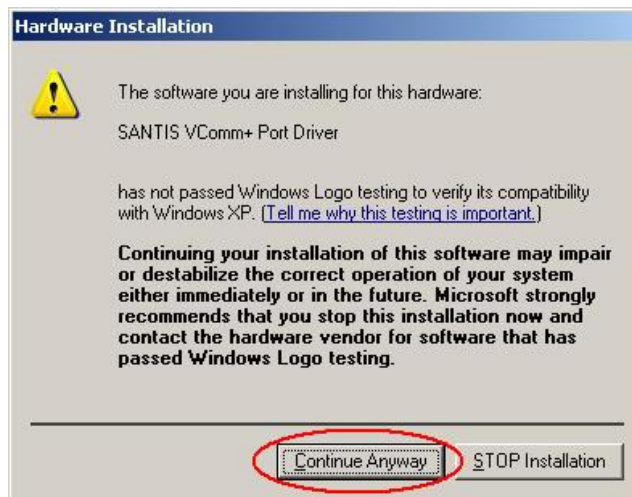 Hardware Installation
The software you are installing for this hardware:
SANTIS VComm+ Port Driver
has not passed Windows Logo testing to verify its compatibility
with Windows XP. (Tell me why this testing is important.)
Continuing your installation of this software may impair
or destabilize the correct operation of your system
either immediately or in the future. Microsoft strongly
recommends that you stop this installation now and
contact the hardware vendor for software that has
passed Windows Logo testing.
Continue Anyway STOP Installation